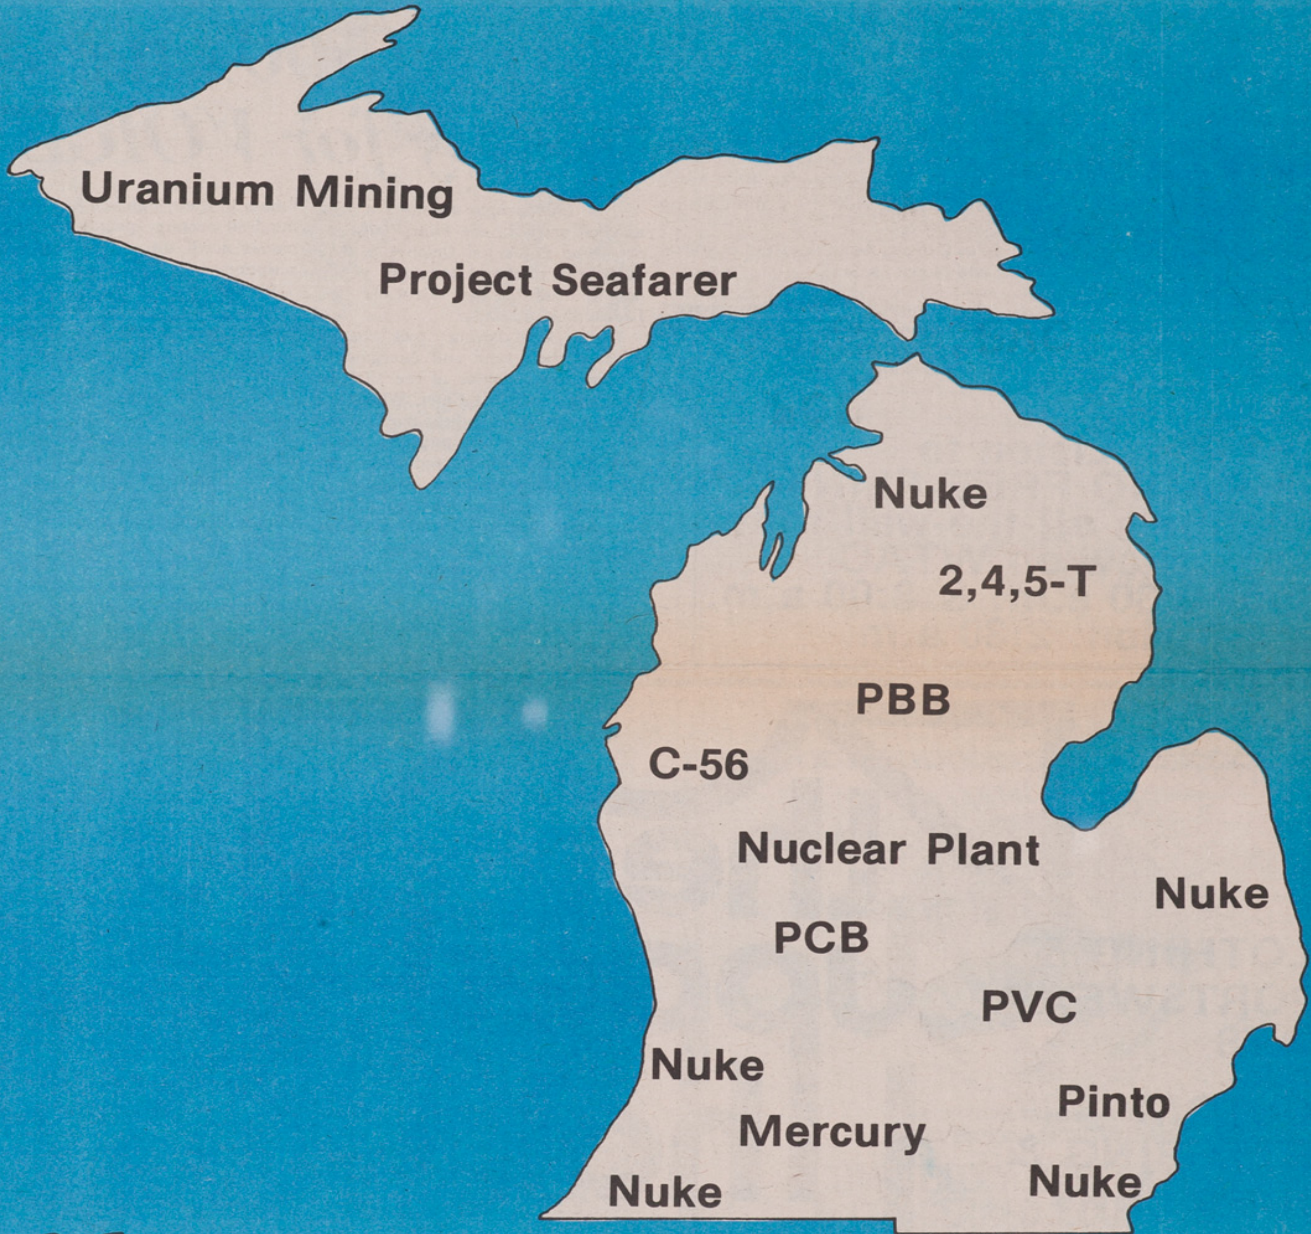 Uranium Mining
Project Seafarer
Nuke
2,4,5-T
PBB
C-56
Nuclear Plant
Nuke
PCB
PVC
Nuke
Pinto
Mercury
Nuke
Nuke